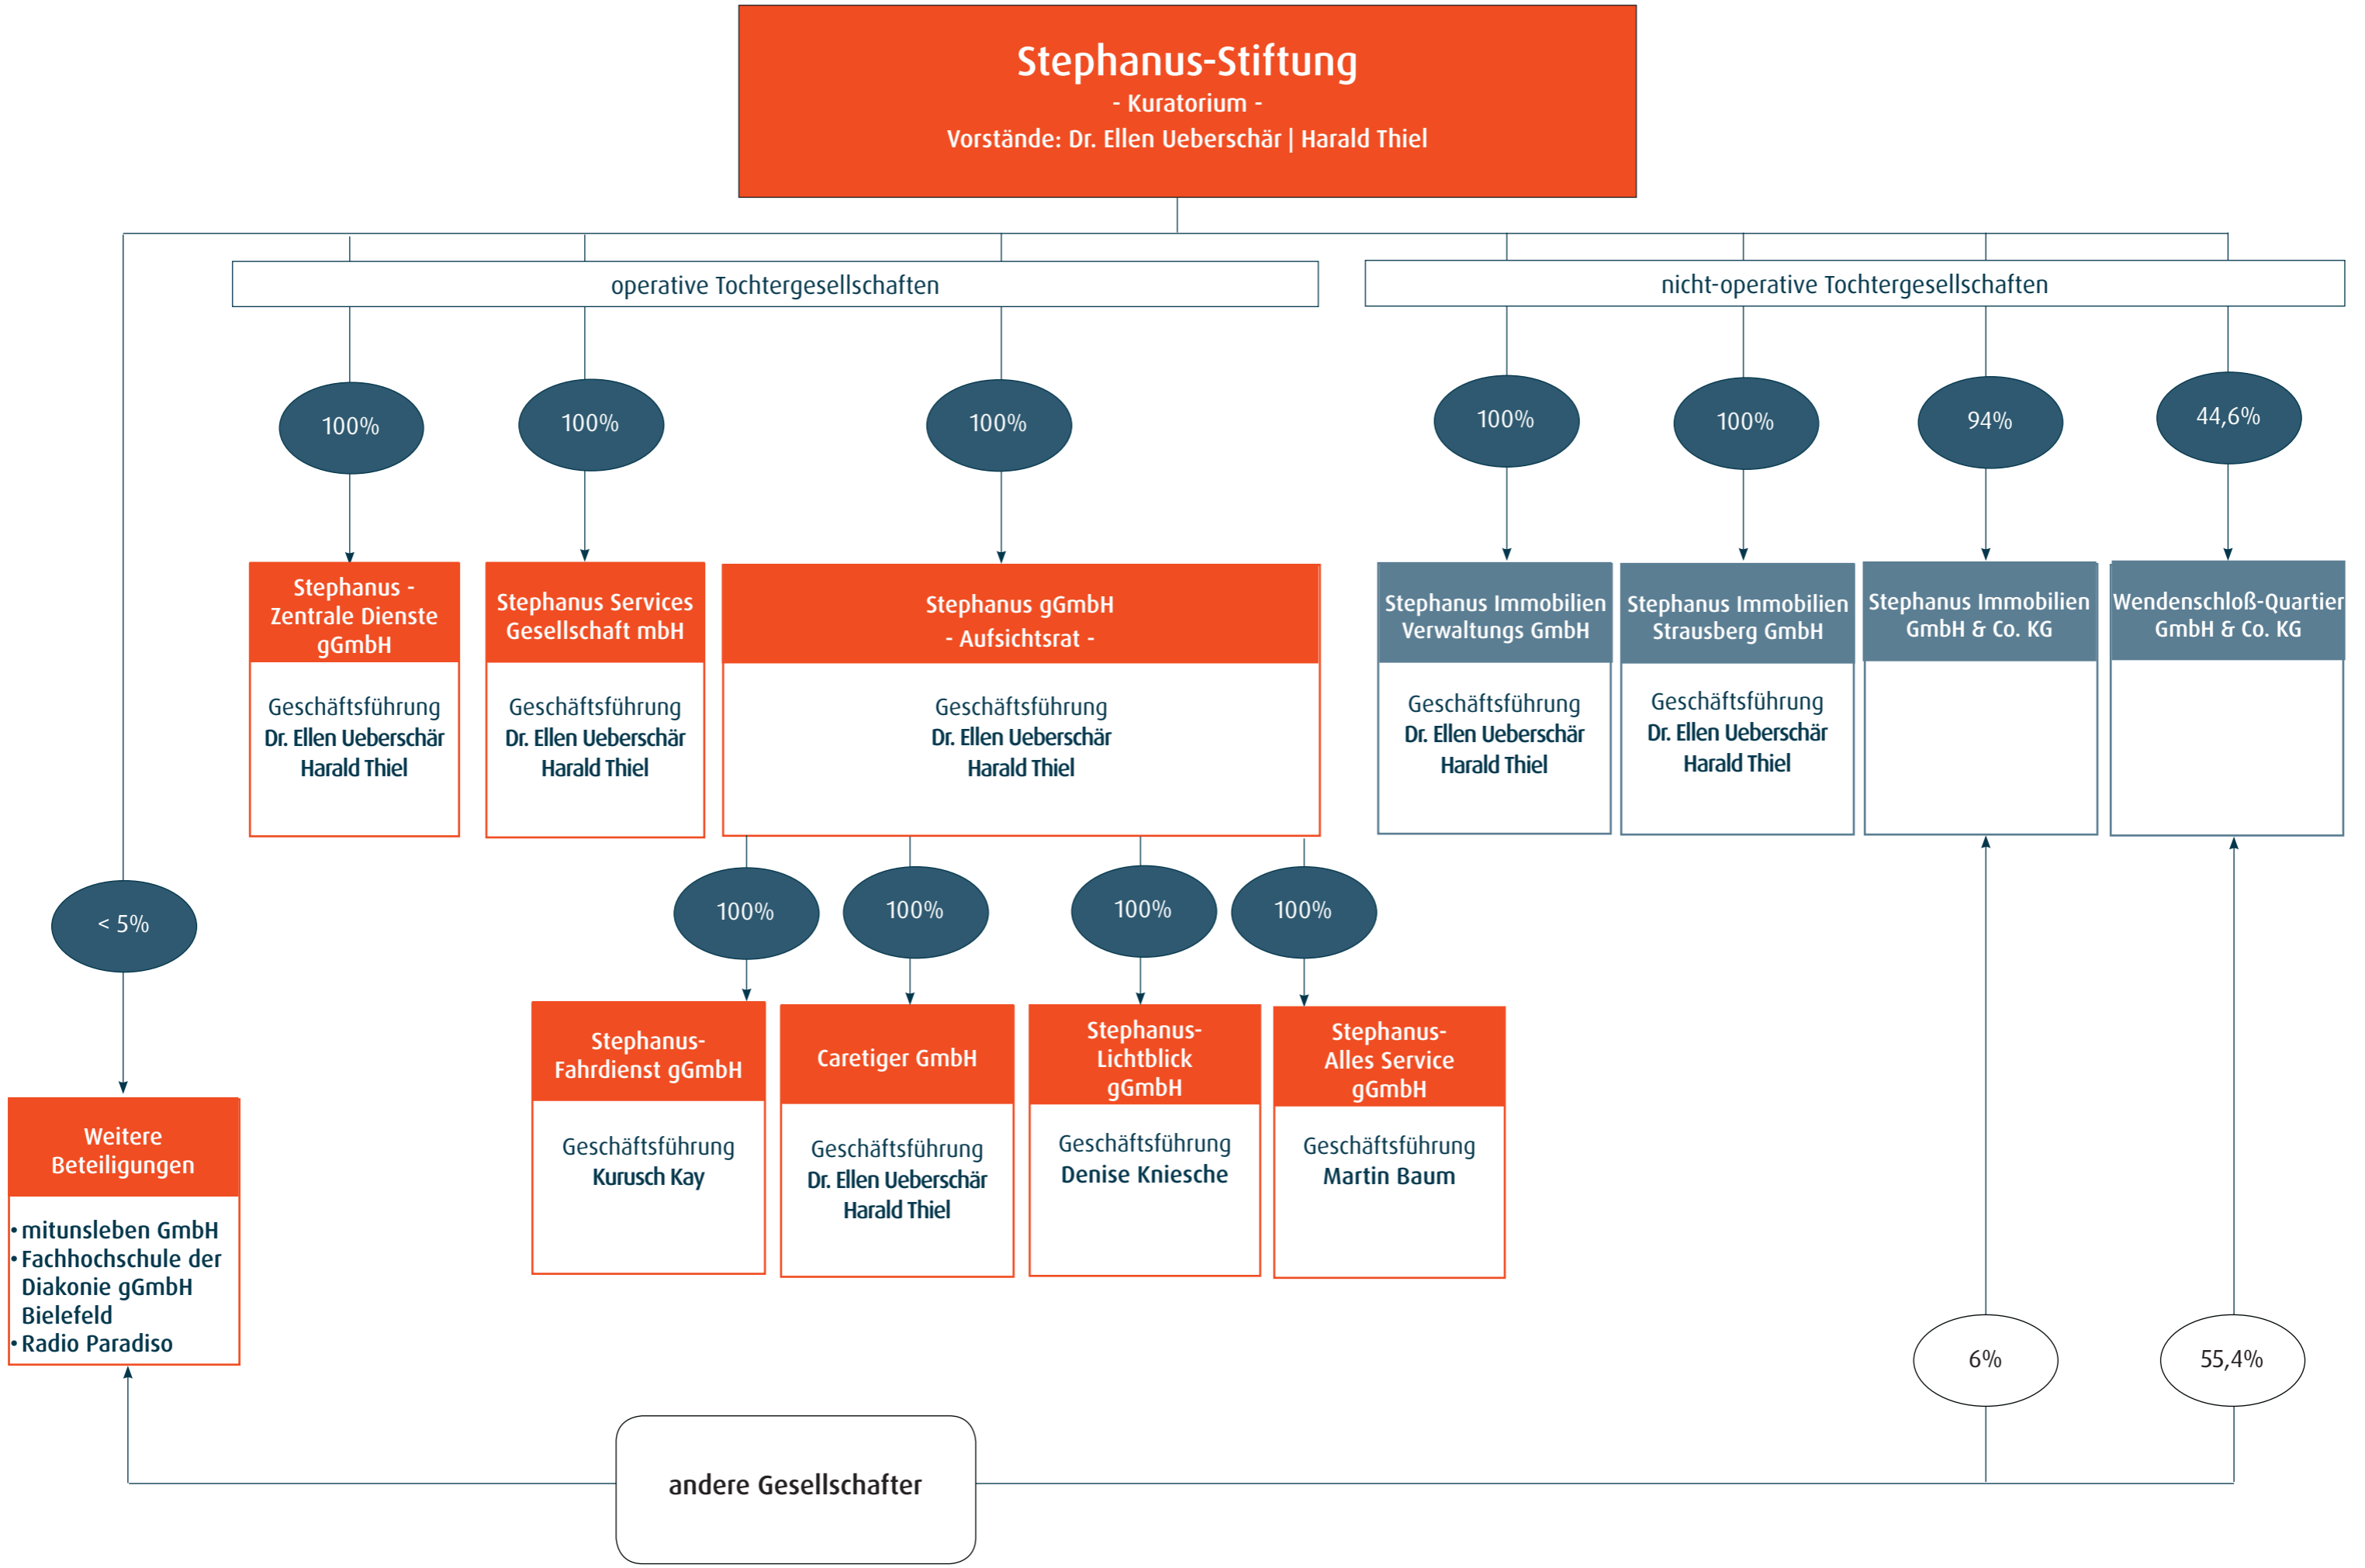 Stephanus-Stiftung
- Kuratorium -
Vorstände: Dr. Ellen Ueberschär | Harald Thiel
operative Tochtergesellschaften
nicht-operative Tochtergesellschaften
100%
100%
100%
100%
100%
94%
44,6%
Stephanus -
Zentrale Dienste
gGmbH
Geschäftsführung
Dr. Ellen Ueberschär
Harald Thiel
Stephanus Services
Gesellschaft mbH
Geschäftsführung
Dr. Ellen Ueberschär
Harald Thiel
Stephanus gGmbH
- Aufsichtsrat -
Geschäftsführung
Dr. Ellen Ueberschär
Harald Thiel
Stephanus Immobilien
Verwaltungs GmbH
Geschäftsführung
Dr. Ellen Ueberschär
Harald Thiel
Stephanus Immobilien
Strausberg GmbH
Geschäftsführung
Dr. Ellen Ueberschär
Harald Thiel
Stephanus Immobilien
GmbH & Co. KG
Wendenschloß-Quartier
GmbH & Co. KG
< 5%
100%
100%
100%
100%
Stephanus-
Fahrdienst gGmbH
Geschäftsführung
Kurusch Kay
Caretiger GmbH
Geschäftsführung
Dr. Ellen Ueberschär
Harald Thiel
Stephanus-
Lichtblick
gGmbH
Geschäftsführung
Denise Kniesche
Stephanus-
Alles Service
gGmbH
Geschäftsführung
Martin Baum
Weitere
Beteiligungen
• mitunsleben GmbH
• Fachhochschule der
Diakonie gGmbH
Bielefeld
• Radio Paradiso
6%
55,4%
andere Gesellschafter